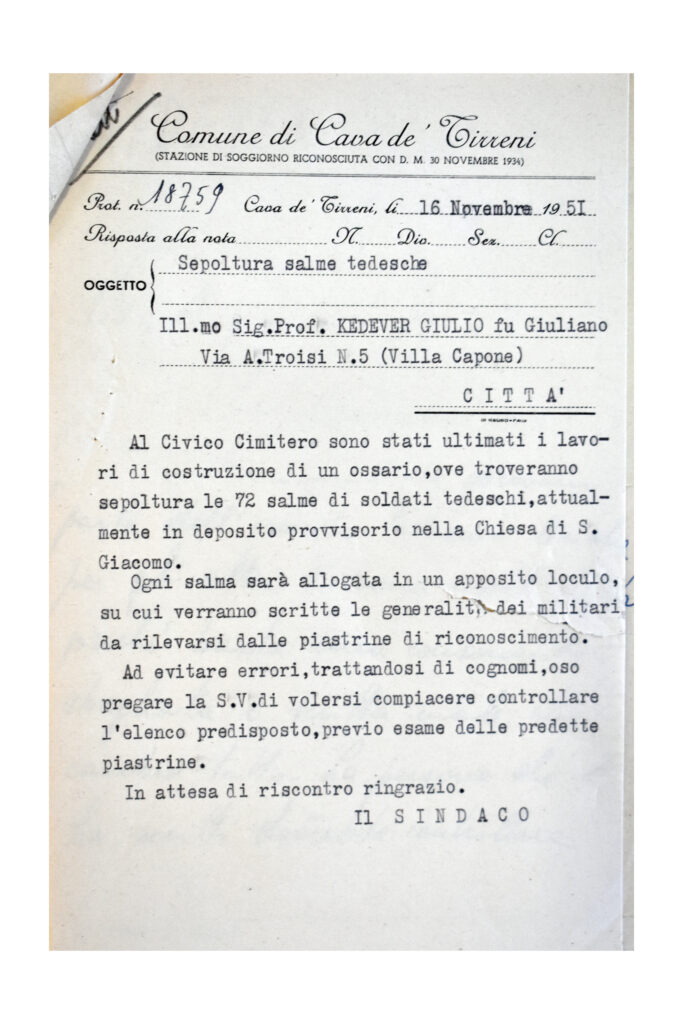 Comune di Cava de' Tirreni
(STAZIONE DI SOGGIORNO RICONOSCIUTA CON D. M. 30 NOVEMBRE 1934)
Prot. n. 18759 Cava de' Tirreni, li 16 Novembre 1951
Risposta alla nota N. Div. Sez. Cl.
OGGETTO Sepoltura salme tedesche
Ill.mo Sig.Prof. KEDEVER GIULIO fu Giuliano
Via A.Troisi N.5 (Villa Capone)
C I T T A'
Al Civico Cimitero sono stati ultimati i lavo-
ri di costruzione di un ossario,ove troveranno
sepoltura le 72 salme di soldati tedeschi,attual-
mente in deposito provvisorio nella Chiesa di S.
Giacomo.
Ogni salma sarà allogata in un apposito loculo,
su cui verranno scritte le generalit dei militari
da rilevarsi dalle piastrine di riconoscimento.
Ad evitare errori,trattandosi di cognomi,oso
pregare la S.V.di volersi compiacere controllare
l'elenco predisposto,previo esame delle predette
piastrine.
In attesa di riscontro ringrazio.
Il S I N D A C O